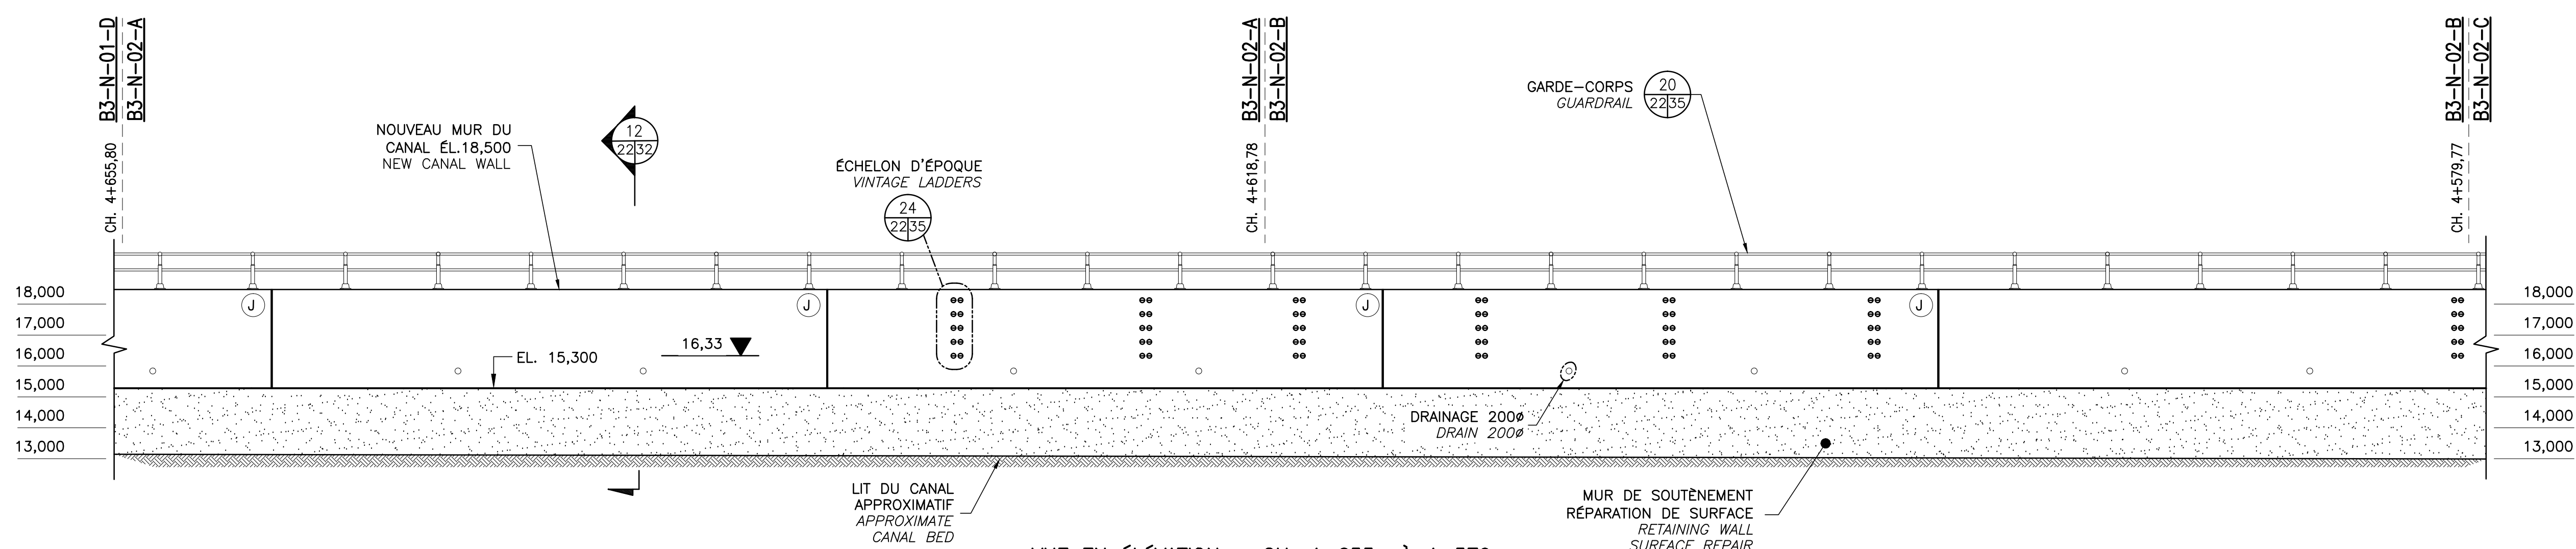 B3-N-01-D
B3-N-02-A
CH. 4+655,80
NOUVEAU MUR DU
CANAL ÉL.18,500
NEW CANAL WALL
12
22 32
ÉCHELON D'ÉPOQUE
VINTAGE LADDERS
24
22 35
B3-N-02-A
B3-N-02-B
CH. 4+618,78
GARDE-CORPS
GUARDRAIL
20
22 35
B3-N-02-B
B3-N-02-C
CH. 4+579,77
18,000
17,000
16,000
15,000
14,000
13,000
J
J
J
J
EL. 15,300
16,33
18,000
17,000
16,000
15,000
14,000
13,000
DRAINAGE 200ø
DRAIN 200ø
LIT DU CANAL
APPROXIMATIF
APPROXIMATE
CANAL BED
MUR DE SOUTÈNEMENT
RÉPARATION DE SURFACE
RETAINING WALL
SURFACE REPAIR